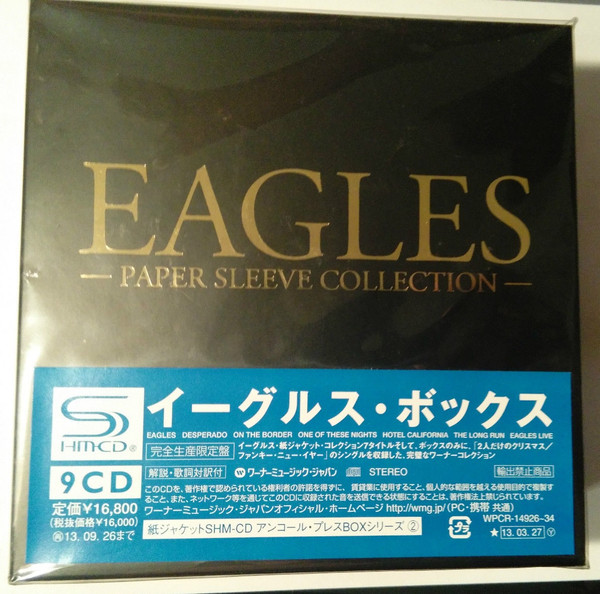 EAGLES
— PAPER SLEEVE COLLECTION —
SHM-CD
9CD
定価¥16,800
(税抜価格¥16,000)
㊞13.09.26まで
イーグルス・ボックス
EAGLES DESPERADO ON THE BORDER ONE OF THESE NIGHTS HOTEL CALIFORNIA THE LONG RUN EAGLES LIVE
完全生産限定盤
イーグルス・紙ジャケット・コレクション7タイトルそして、ボックスのみに、「2人だけのクリスマス/
ファンキー・ニュー・イヤー」のシングルを収録した、完璧なワーナーコレクション
解説・歌詞対訳付 ワーナーミュージック・ジャパン STEREO 輸出禁止商品
このCDを、著作権で認められている権利者の許諾を得ずに、賃貸業に使用すること、個人的な範囲を越える使用目的で複製す
ること、また、ネットワーク等を通じてこのCDに収録された音を送信できる状態にすることは、著作権法上禁じられています。
ワーナーミュージック・ジャパンオフィシャル・ホームページ http://wmg.jp/(PC・携帯 共通)
WPCR-14926-34
紙ジャケットSHM-CD アンコール・プレスBOXシリーズ ②
★13.03.27 Y